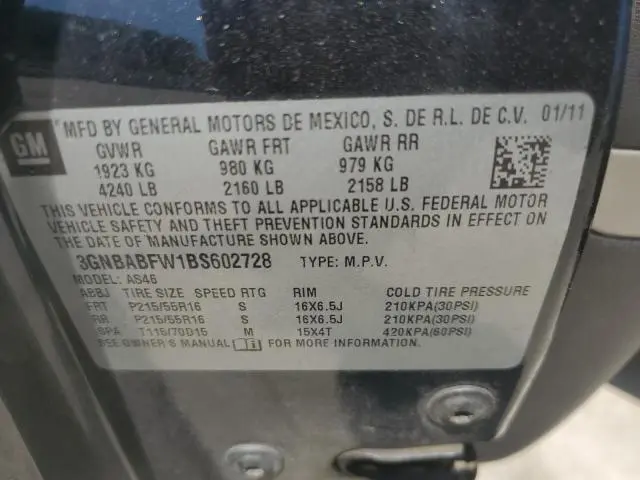 GM
MFD BY GENERAL MOTORS DE MEXICO, S. DE R.L. DE C.V. 01/11
GVWR GAWR FRT GAWR RR
1923 KG 980 KG 979 KG
4240 LB 2160 LB 2158 LB
THIS VEHICLE CONFORMS TO ALL APPLICABLE U.S. FEDERAL MOTOR
VEHICLE SAFETY AND THEFT PREVENTION STANDARDS IN EFFECT ON
THE DATE OF MANUFACTURE SHOWN ABOVE.
3GNBABFW1BS602728 TYPE: M.P.V.
MODEL: AS46
ABBJ TIRE SIZE SPEED RTG RIM COLD TIRE PRESSURE
FRT P215/55R16 S 16X6.5J 210KPA(30PSI)
RR P215/55R16 S 16X6.5J 210KPA(30PSI)
SPA T115/70D15 M 15X4T 420KPA(60PSI)
SEE OWNER'S MANUAL FOR MORE INFORMATION.